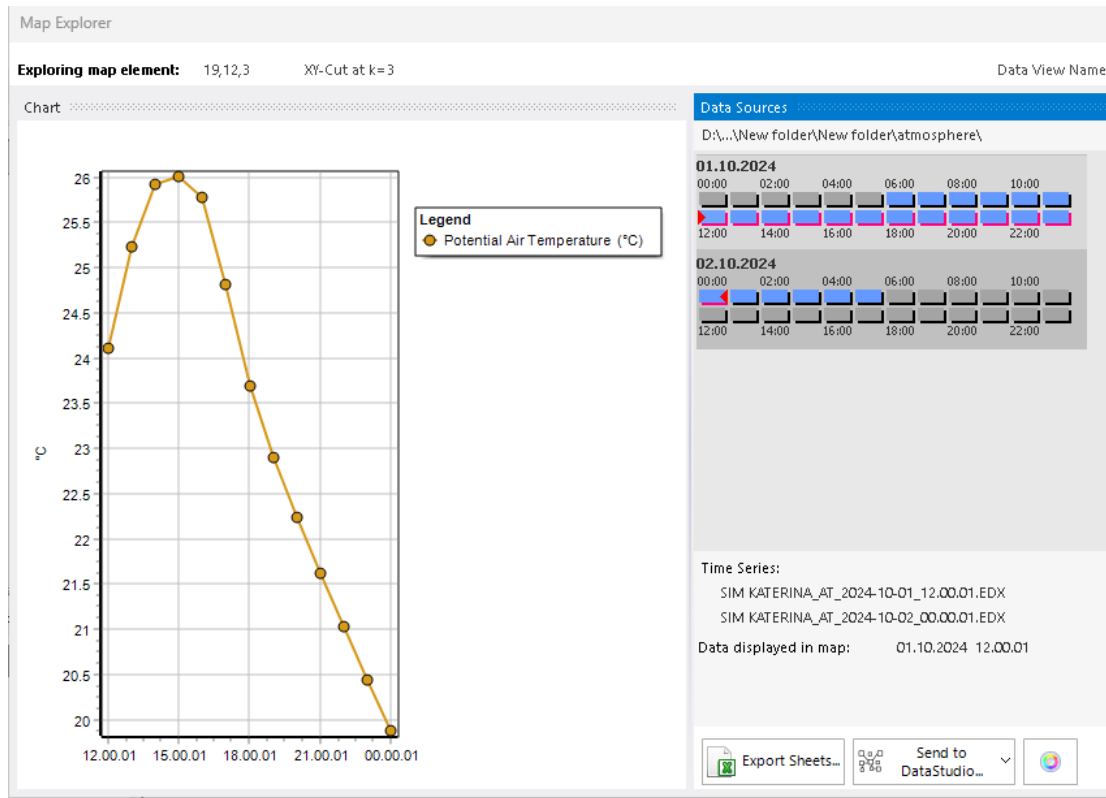 Map Explorer
Exploring map element: 19,12,3 XY-Cut at k=3 Data View Name
Chart
26
25.5
25
24.5
24
23.5
23
22.5
22
21.5
21
20.5
20
°C
12.00.01 15.00.01 18.00.01 21.00.01 00.00.01
Legend
Potential Air Temperature (°C)
Data Sources
D:\...\New folder\New folder\atmosphere\
01.10.2024
00:00 02:00 04:00 06:00 08:00 10:00
12:00 14:00 16:00 18:00 20:00 22:00
02.10.2024
00:00 02:00 04:00 06:00 08:00 10:00
12:00 14:00 16:00 18:00 20:00 22:00
Time Series:
SIM KATERINA_AT_2024-10-01_12.00.01.EDX
SIM KATERINA_AT_2024-10-02_00.00.01.EDX
Data displayed in map: 01.10.2024 12.00.01
Export Sheets...
Send to
DataStudio...